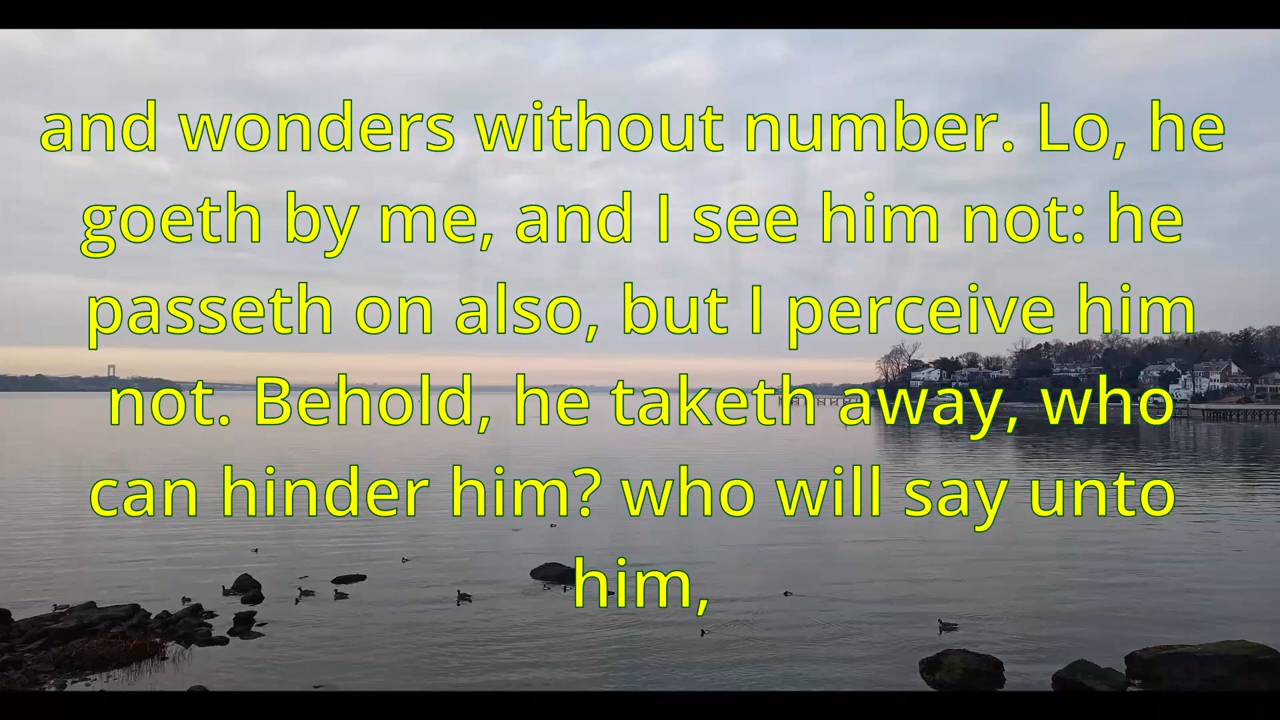 and wonders without number. Lo, he
goeth by me, and I see him not: he
passeth on also, but I perceive him
not. Behold, he taketh away, who
can hinder him? who will say unto
him,